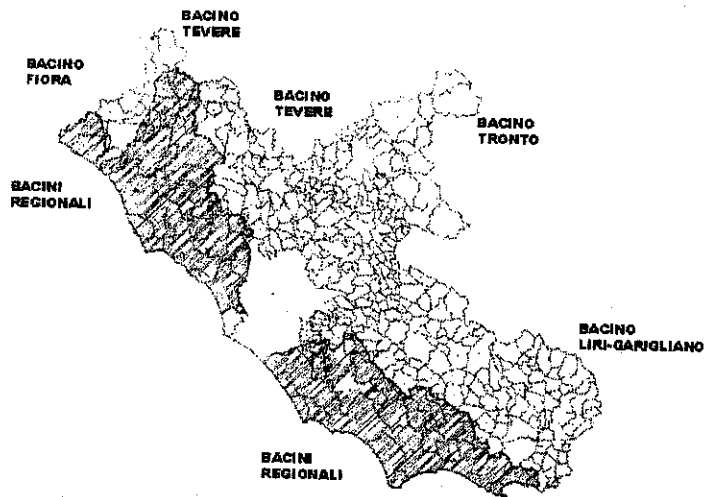 BACINO
TEVERE
BACINO
FIORA
BACINO
TEVERE
BACINO
TRONTO
BACINI
REGIONALI
BACINO
LIRI-GARIGLIANO
BACINI
REGIONALI